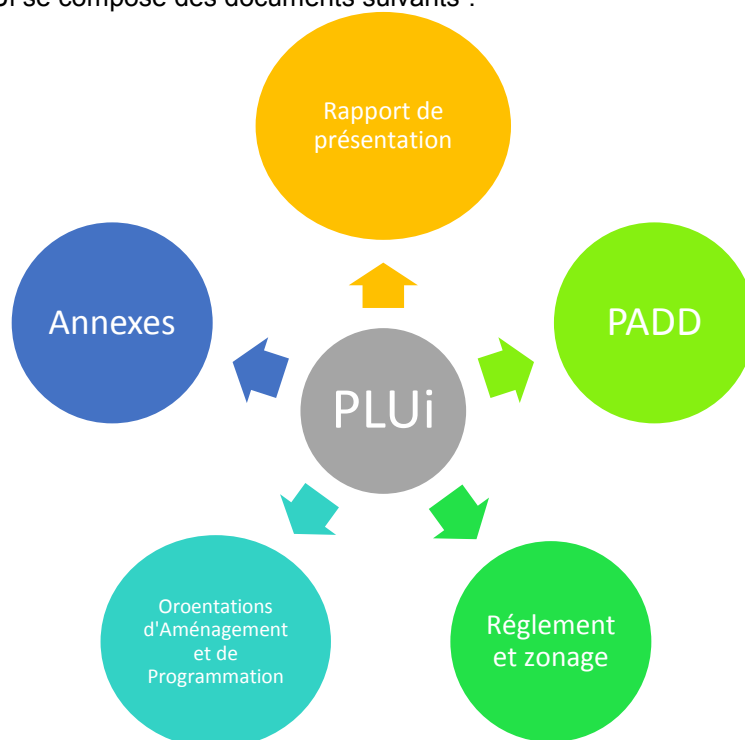 se compose des documents suivants :
Rapport de
présentation
Annexes
PADD
PLUi
Oroentations
d'Aménagement
et de
Programmation
Réglement
et zonage